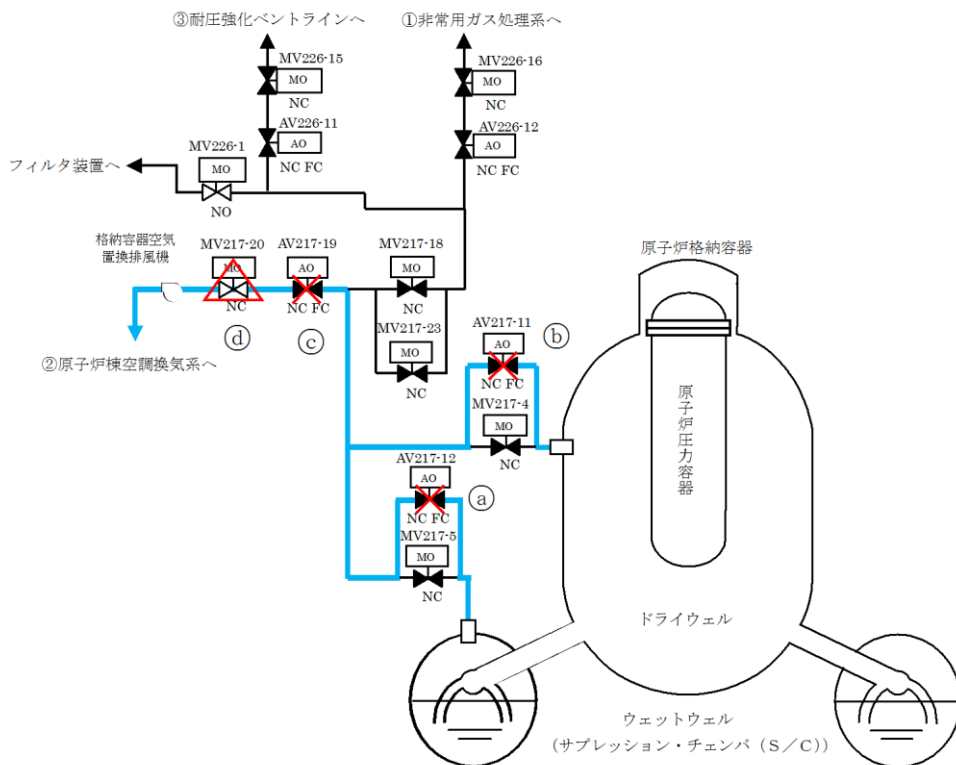 ③耐圧強化ベントラインへ
①非常用ガス処理系へ
MV226-15
MO
NC
MV226-16
MO
NC
AV226-11
AO
NC FC
AV226-12
AO
NC FC
MV226-1
MO
NO
フィルタ装置へ
格納容器空気
置換排風機
MV217-20
MO
NC
ⓓ
AV217-19
AO
NC FC
ⓒ
MV217-18
MO
NC
MV217-23
MO
NC
②原子炉棟空調換気系へ
AV217-11
AO
NC FC
ⓑ
MV217-4
MO
NC
AV217-12
AO
NC FC
ⓐ
MV217-5
MO
NC
原子炉格納容器
原子炉圧力容器
ドライウェル
ウェットウェル
(サプレッション・チェンバ(S/C))